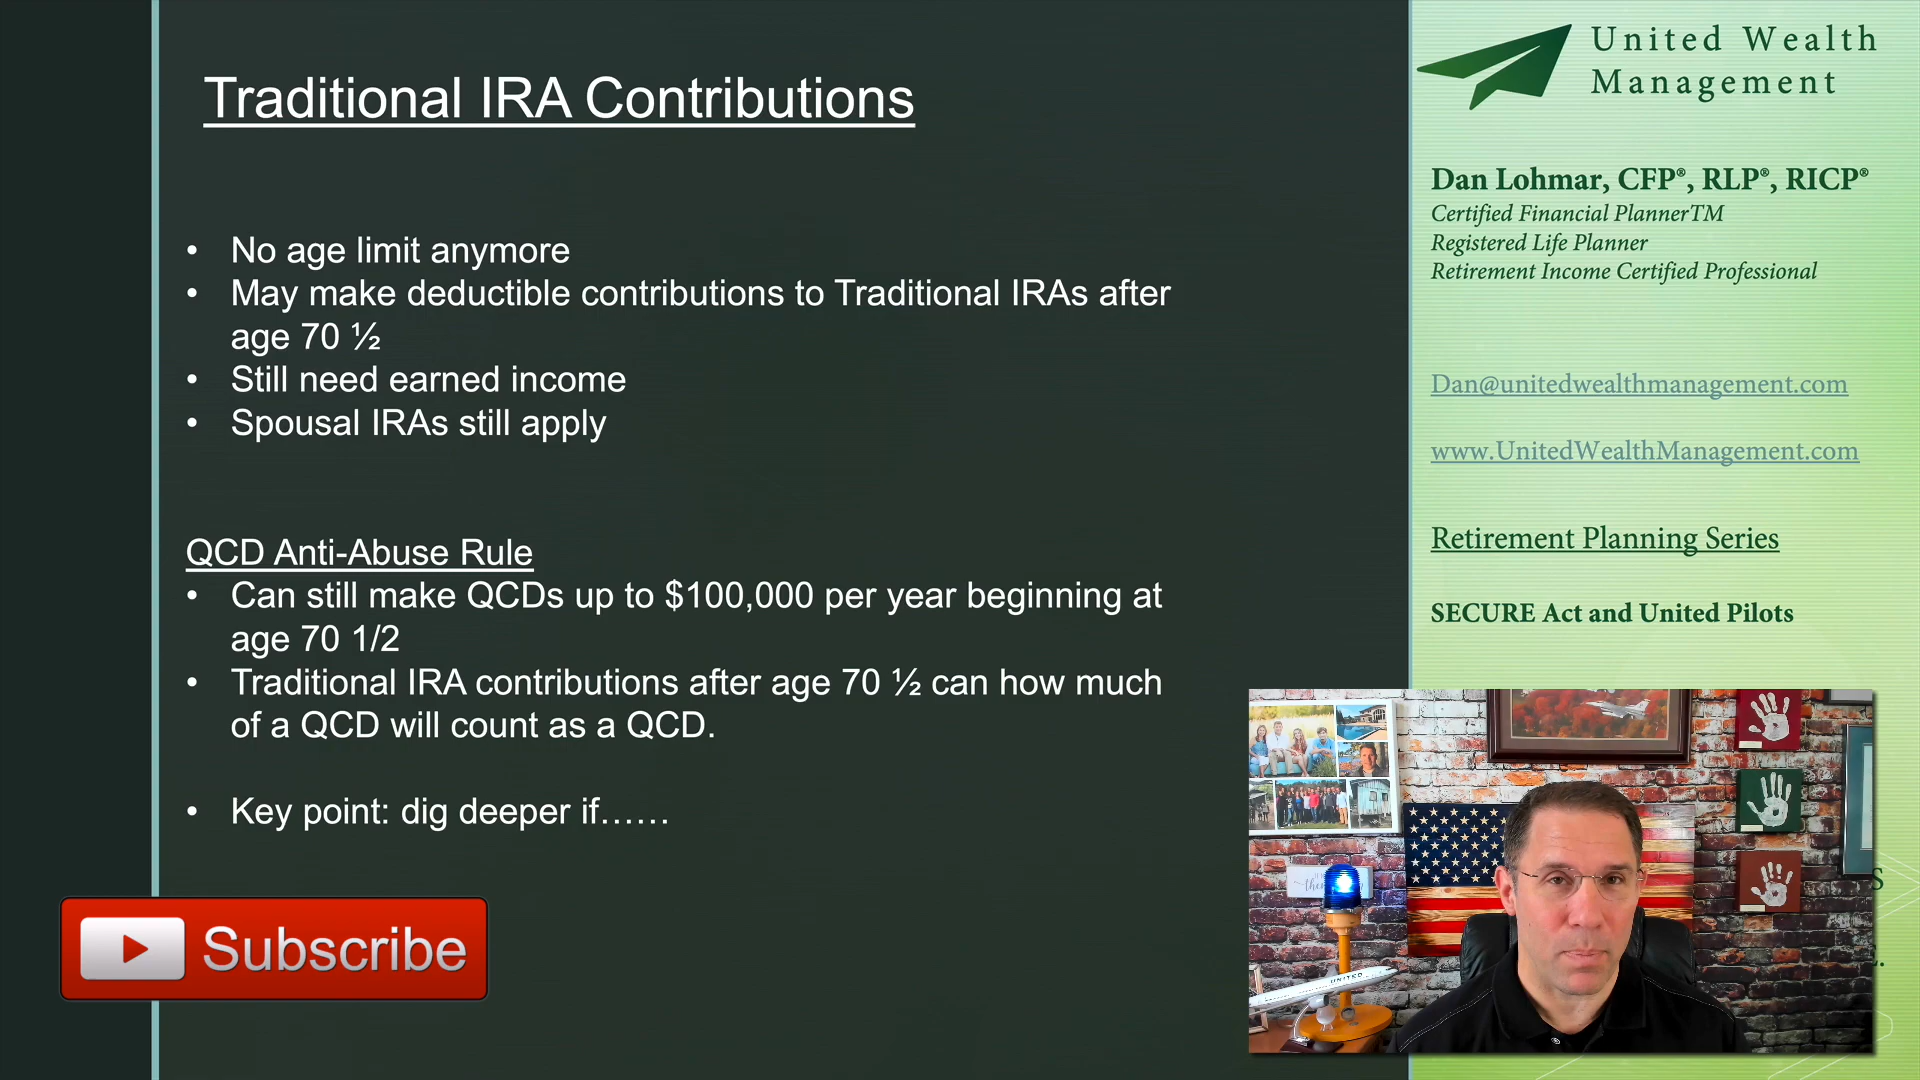 Traditional IRA Contributions
• No age limit anymore
• May make deductible contributions to Traditional IRAs after
age 70 ½
• Still need earned income
• Spousal IRAs still apply
QCD Anti-Abuse Rule
• Can still make QCDs up to $100,000 per year beginning at
age 70 1/2
• Traditional IRA contributions after age 70 ½ can how much
of a QCD will count as a QCD.
• Key point: dig deeper if……
Subscribe
United Wealth
Management
Dan Lohmar, CFP®, RLP®, RICP®
Certified Financial PlannerTM
Registered Life Planner
Retirement Income Certified Professional
Dan@unitedwealthmanagement.com
www.UnitedWealthManagement.com
Retirement Planning Series
SECURE Act and United Pilots
UNITED